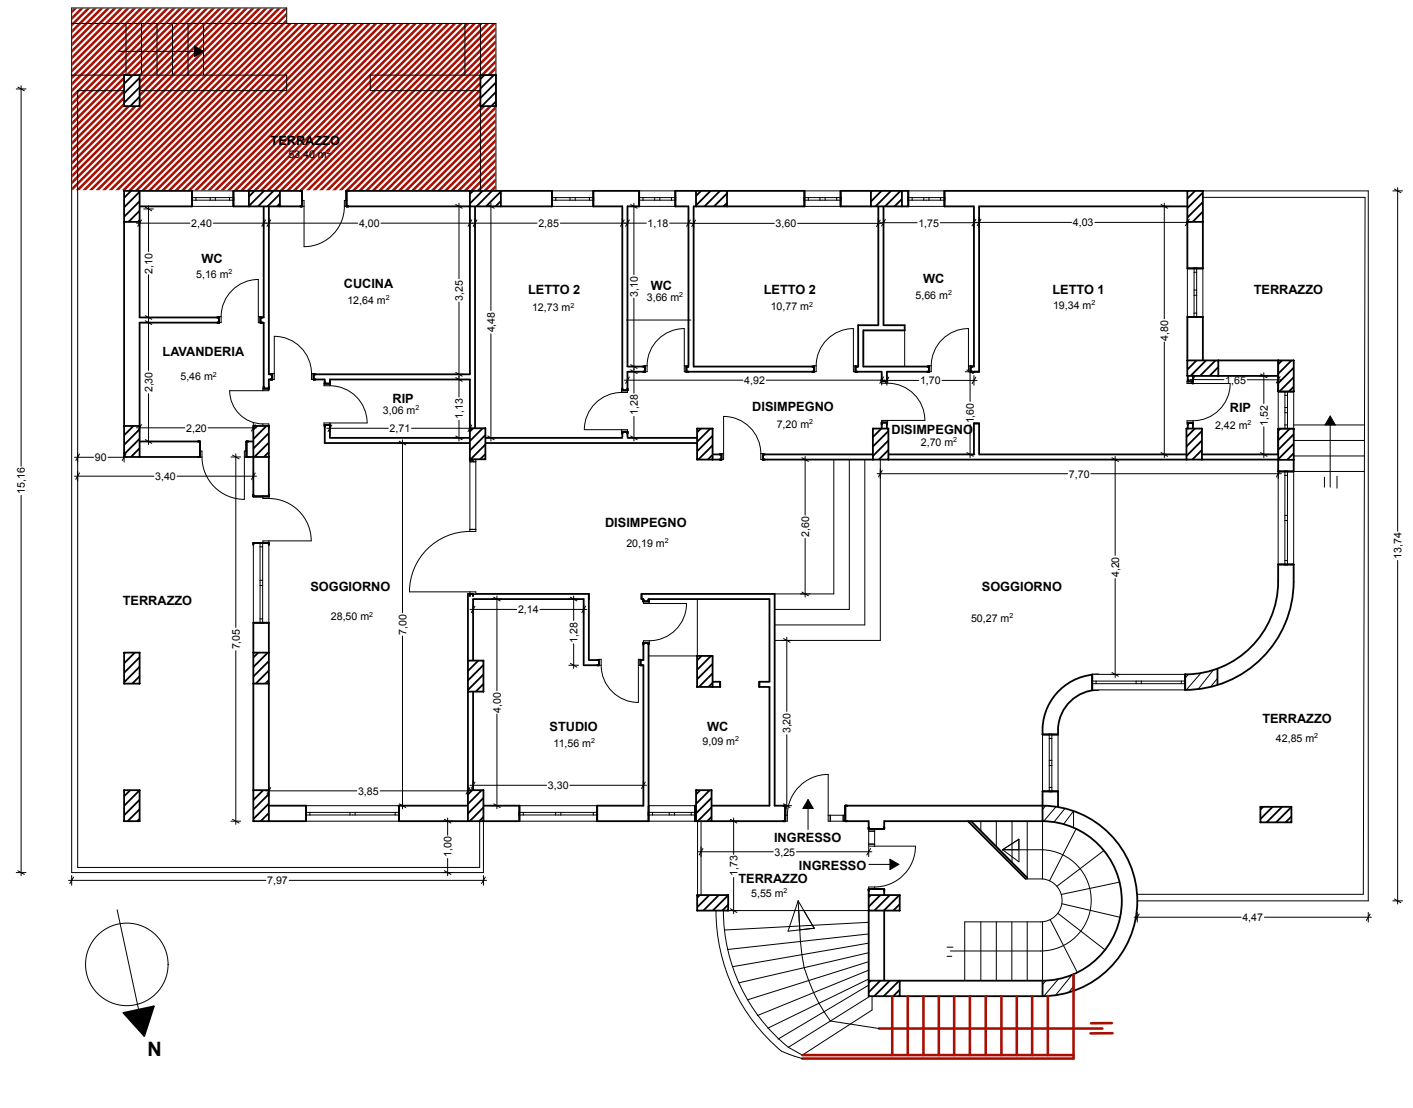 TERRAZZO
53,40 m²
2,40
4,00
2,85
1,18
3,60
1,75
4,03
WC
5,16 m²
2,10
CUCINA
12,64 m²
3,25
LETTO 2
12,73 m²
4,48
3,10
WC
3,66 m²
LETTO 2
10,77 m²
WC
5,66 m²
LETTO 1
19,34 m²
4,80
TERRAZZO
LAVANDERIA
5,46 m²
2,30
2,20
RIP
3,06 m²
1,13
2,71
4,92
1,28
DISIMPEGNO
7,20 m²
1,70
1,60
DISIMPEGNO
2,70 m²
1,65
RIP
2,42 m²
1,52
90
3,40
15,16
13,74
7,70
DISIMPEGNO
20,19 m²
2,60
4,20
TERRAZZO
SOGGIORNO
28,50 m²
7,00
7,05
SOGGIORNO
50,27 m²
2,14
1,28
4,00
STUDIO
11,56 m²
3,30
WC
9,09 m²
3,20
TERRAZZO
42,85 m²
3,85
1,00
7,97
INGRESSO
3,25
1,73
INGRESSO
TERRAZZO
5,55 m²
4,47
N